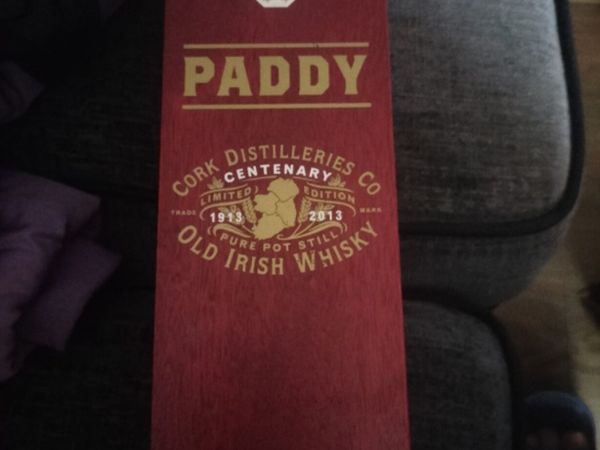 PADDY
CORK DISTILLERIES CO
CENTENARY
LIMITED EDITION
TRADE MARK
1913 2013
PURE POT STILL
OLD IRISH WHISKY